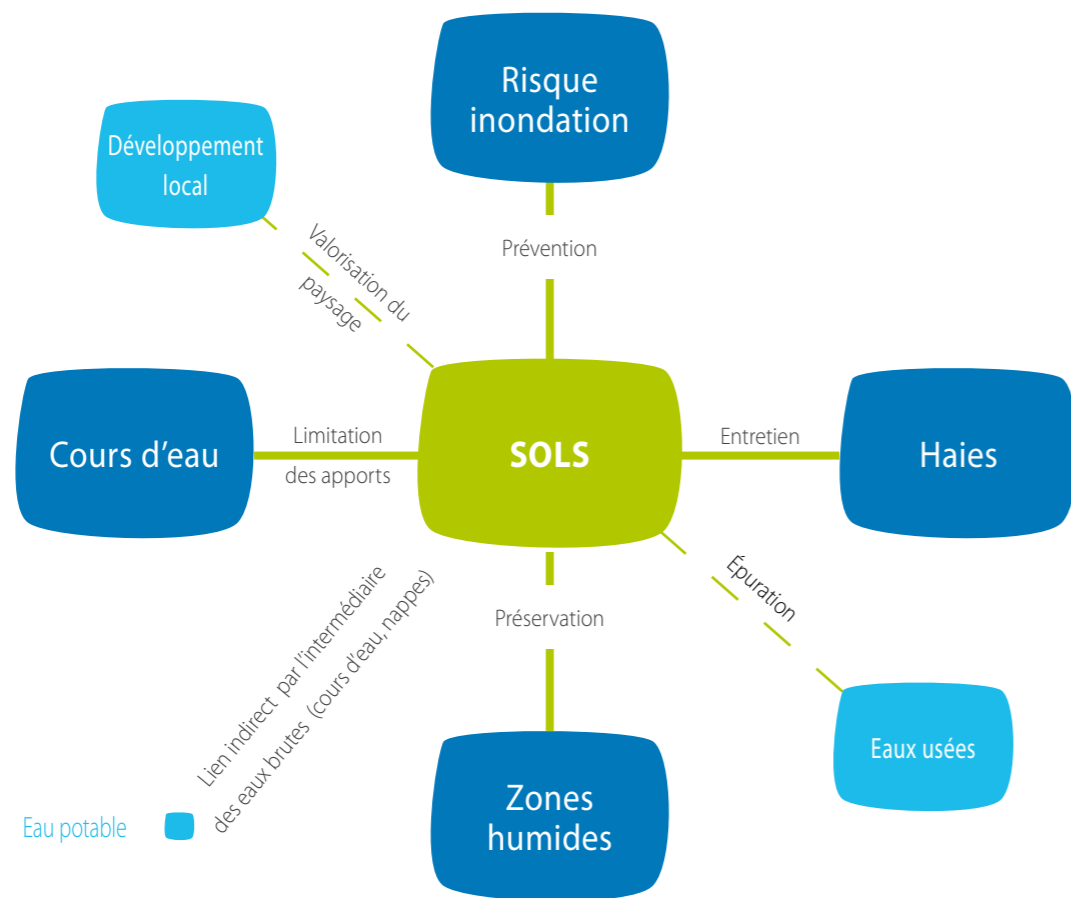 Risque
inondation
Développement
local
Valorisation du
paysage
Prévention
Cours d’eau
Limitation
des apports
SOLS
Entretien
Haies
Épuration
Préservation
Lien indirect par l’intermédiaire
des eaux brutes (cours d’eau, nappes)
Eaux usées
Zones
humides
Eau potable